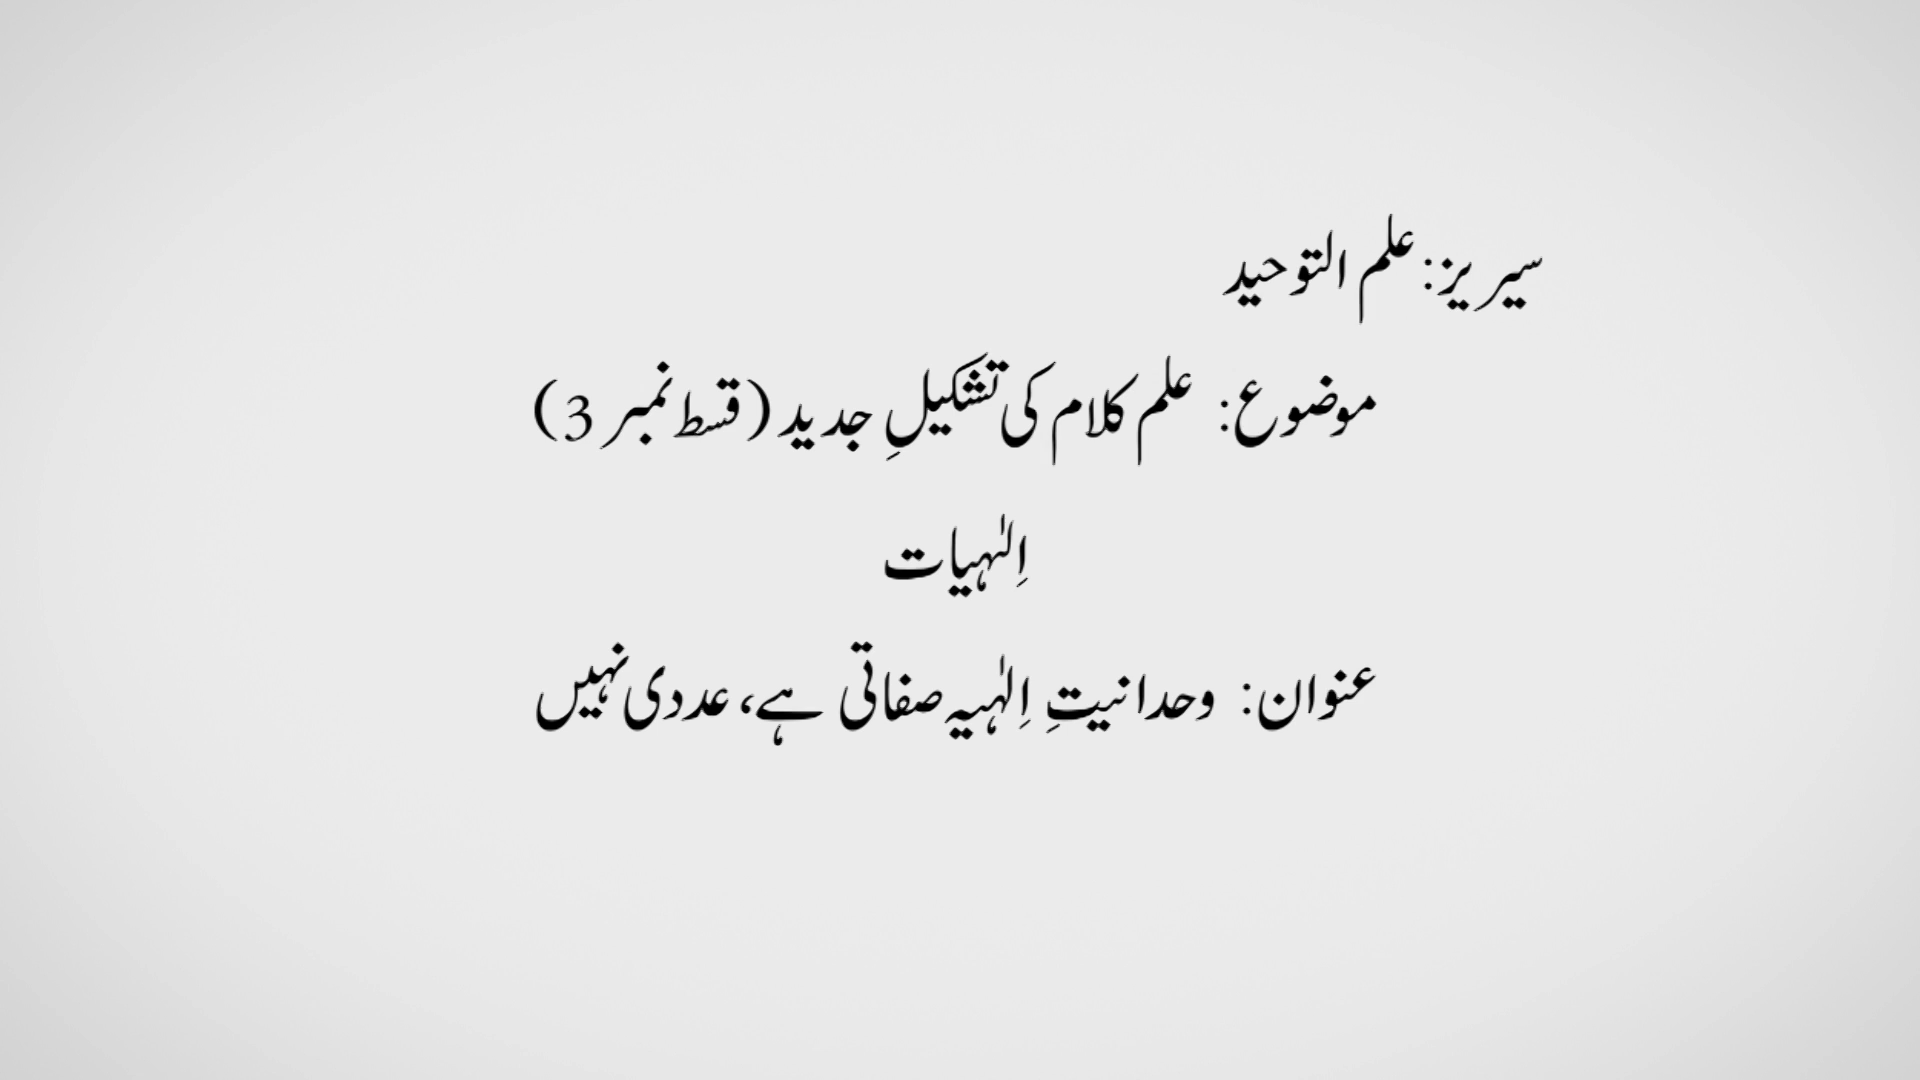 سیریز: علم التوحید
موضوع: علم کلام کی تشکیلِ جدید (قسط نمبر 3)
اِلٰہیات
عنوان: وحدانیتِ اِلٰہیہ صفاتی ہے، عددی نہیں